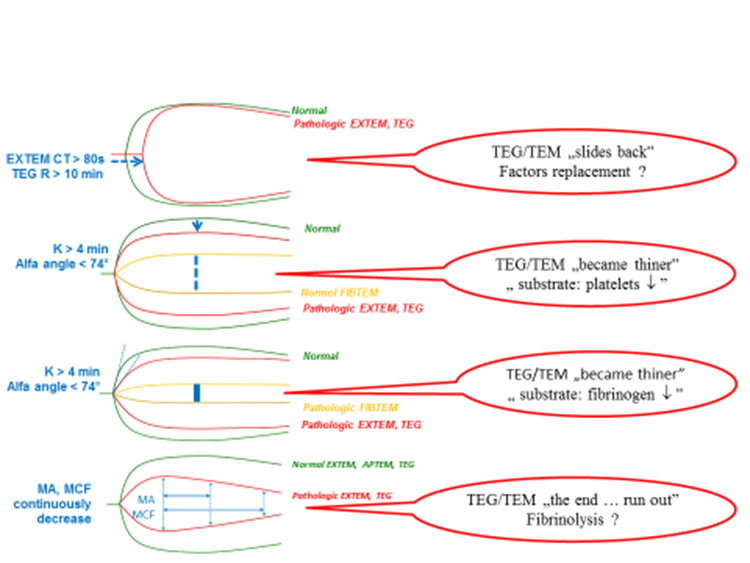 Normal
Pathologic EXTEM, TEG
EXTEM CT > 80s
TEG R > 10 min
TEG/TEM „slides back”
Factors replacement ?
Normal
K > 4 min
Alfa angle < 74°
Normol FIBTEM
Pathologic EXTEM, TEG
TEG/TEM „became thiner”
„ substrate: platelets ↓ ”
Normal
K > 4 min
Alfa angle < 74°
Pathologic FIBTEM
Pathologic EXTEM, TEG
TEG/TEM „became thiner”
„ substrate: fibrinogen ↓ ”
Normal EXTEM, APTEM, TEG
MA, MCF
continuously
decrease
MA
MCF
Pathologic EXTEM, TEG
TEG/TEM „the end ... run out”
Fibrinolysis ?